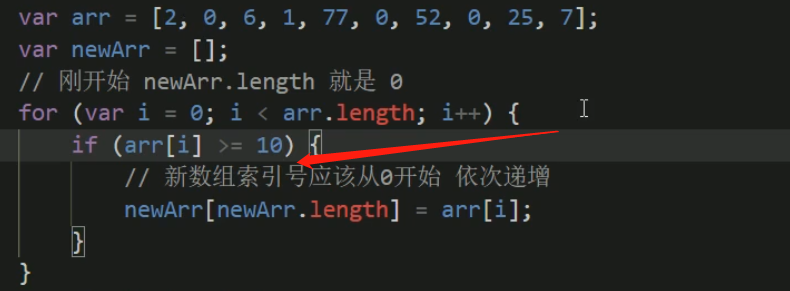 var arr = [2, 0, 6, 1, 77, 0, 52, 0, 25, 7];
var newArr = [];
// 刚开始 newArr.length 就是 0
for (var i = 0; i < arr.length; i++) {
if (arr[i] >= 10) {
// 新数组索引号应该从0开始 依次递增
newArr[newArr.length] = arr[i];
}
}